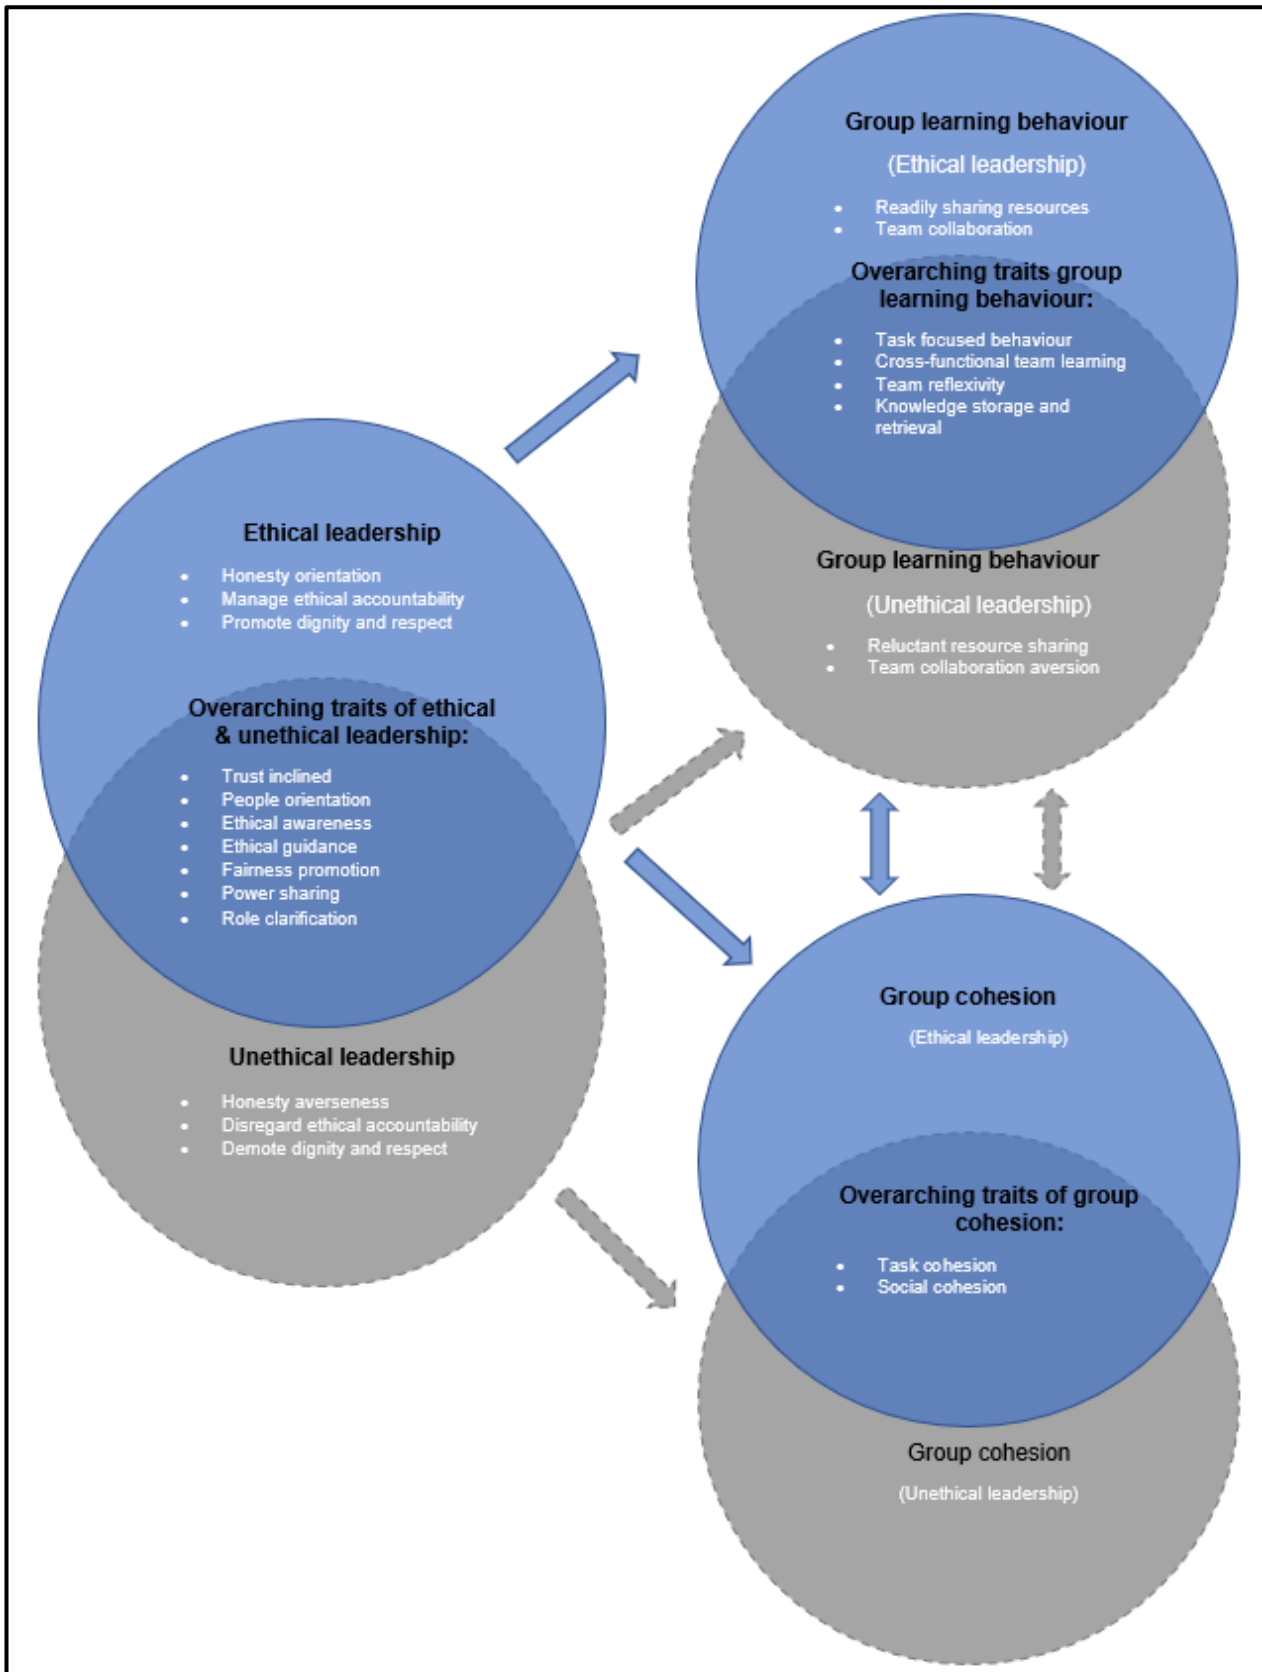 Group learning behaviour
(Ethical leadership)
• Readily sharing resources
• Team collaboration
Overarching traits group
learning behaviour:
• Task focused behaviour
• Cross-functional team learning
• Team reflexivity
• Knowledge storage and
retrieval
Group learning behaviour
(Unethical leadership)
• Reluctant resource sharing
• Team collaboration aversion
Ethical leadership
• Honesty orientation
• Manage ethical accountability
• Promote dignity and respect
Overarching traits of ethical
& unethical leadership:
• Trust inclined
• People orientation
• Ethical awareness
• Ethical guidance
• Fairness promotion
• Power sharing
• Role clarification
Unethical leadership
• Honesty averseness
• Disregard ethical accountability
• Demote dignity and respect
Group cohesion
(Ethical leadership)
Overarching traits of group
cohesion:
• Task cohesion
• Social cohesion
Group cohesion
(Unethical leadership)